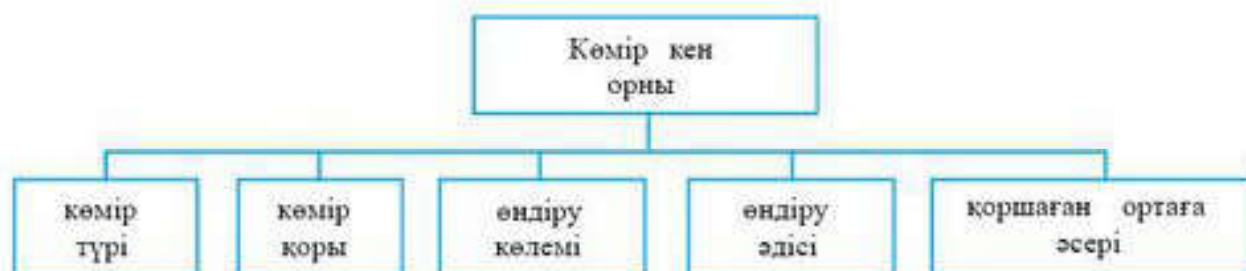 Көмір кен
орны
көмір
түрі
көмір
қоры
өндіру
көлемі
өндіру
әдісі
қоршаған ортаға
әсері